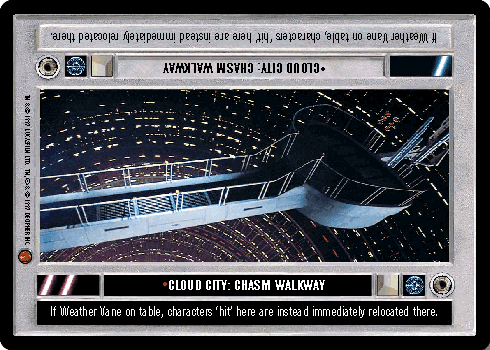 If Weather Vane on table, characters 'hit' here are instead immediately relocated there.
•CLOUD CITY: CHASM WALKWAY
•CLOUD CITY: CHASM WALKWAY
If Weather Vane on table, characters 'hit' here are instead immediately relocated there.